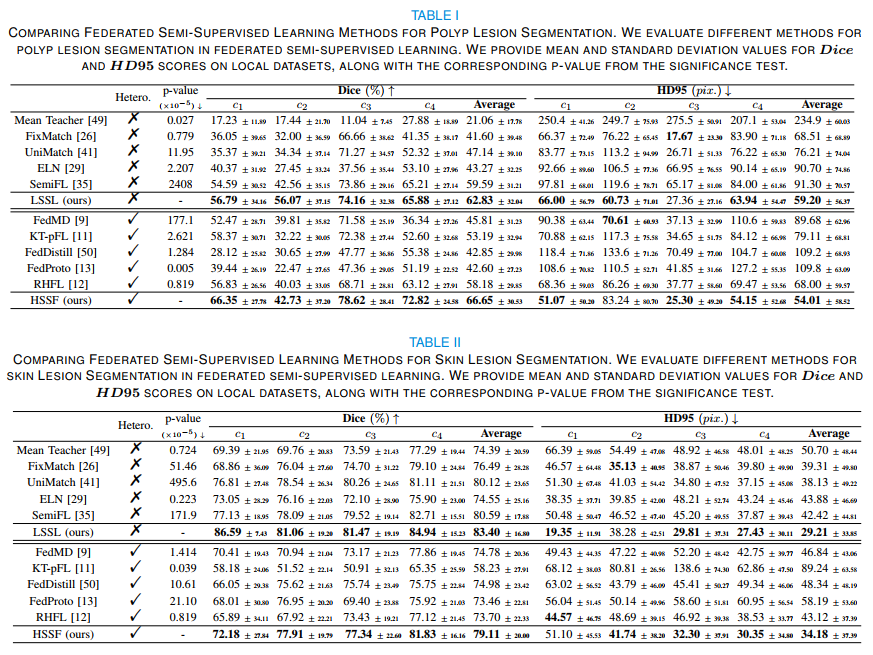 TABLE I
COMPARING FEDERATED SEMI-SUPERVISED LEARNING METHODS FOR POLYP LESION SEGMENTATION. WE EVALUATE DIFFERENT METHODS FOR
POLYP LESION SEGMENTATION IN FEDERATED SEMI-SUPERVISED LEARNING. WE PROVIDE MEAN AND STANDARD DEVIATION VALUES FOR Dice
AND HD95 SCORES ON LOCAL DATASETS, ALONG WITH THE CORRESPONDING P-VALUE FROM THE SIGNIFICANCE TEST.
Hetero. p-value (×10⁻⁵) ↓ Dice (%) ↑ HD95 (pix.) ↓
c₁ c₂ c₃ c₄ Average c₁ c₂ c₃ c₄ Average
Mean Teacher [49] ✗ 0.027 17.23 ± 11.89 17.44 ± 21.70 11.04 ± 7.45 27.88 ± 18.89 21.06 ± 17.78 250.4 ± 41.26 249.7 ± 75.93 275.5 ± 50.91 207.1 ± 53.04 234.9 ± 60.03
FixMatch [26] ✗ 0.779 36.05 ± 39.65 32.00 ± 36.59 66.66 ± 38.62 41.35 ± 38.17 41.60 ± 39.48 66.37 ± 72.49 76.22 ± 65.45 17.67 ± 23.30 83.90 ± 71.18 68.51 ± 68.89
UniMatch [41] ✗ 11.95 35.37 ± 39.21 34.34 ± 37.14 71.27 ± 34.57 52.32 ± 37.01 47.14 ± 39.10 83.77 ± 73.15 113.2 ± 94.99 26.71 ± 51.33 76.22 ± 65.30 76.21 ± 74.04
ELN [29] ✗ 2.207 40.37 ± 31.92 27.45 ± 33.24 37.56 ± 35.44 53.10 ± 27.96 43.27 ± 32.25 92.66 ± 89.60 106.5 ± 77.36 66.95 ± 76.55 90.14 ± 65.19 90.70 ± 74.86
SemiFL [35] ✗ 2408 54.59 ± 30.52 42.56 ± 35.15 73.86 ± 29.16 65.21 ± 27.14 59.59 ± 31.21 97.81 ± 68.01 119.6 ± 78.71 65.17 ± 81.08 84.00 ± 61.86 91.30 ± 70.57
LSSL (ours) ✗ - 56.79 ± 34.16 56.07 ± 37.15 74.16 ± 32.38 65.88 ± 27.12 62.83 ± 32.04 66.00 ± 56.79 60.73 ± 71.01 27.36 ± 27.16 63.94 ± 54.47 59.20 ± 56.37
FedMD [9] ✓ 177.1 52.47 ± 28.71 39.81 ± 35.82 71.58 ± 25.19 36.34 ± 27.26 45.81 ± 31.23 90.38 ± 63.44 70.61 ± 60.93 37.13 ± 32.99 110.6 ± 59.83 89.68 ± 62.96
KT-pFL [11] ✓ 2.621 58.37 ± 30.71 32.22 ± 30.05 72.38 ± 27.44 52.60 ± 32.68 53.19 ± 32.94 70.88 ± 62.15 117.3 ± 75.58 34.65 ± 51.75 84.12 ± 66.98 79.11 ± 68.81
FedDistill [50] ✓ 1.284 28.12 ± 25.82 30.65 ± 27.99 47.77 ± 36.86 55.38 ± 24.86 42.85 ± 29.98 118.4 ± 71.86 133.6 ± 71.26 70.49 ± 77.00 104.7 ± 60.08 109.2 ± 68.93
FedProto [13] ✓ 0.005 39.44 ± 26.19 22.47 ± 27.65 47.36 ± 29.05 51.19 ± 22.52 42.60 ± 27.23 108.6 ± 70.82 110.5 ± 52.71 41.85 ± 31.66 127.2 ± 55.35 109.8 ± 63.09
RHFL [12] ✓ 0.819 56.83 ± 26.56 40.03 ± 33.05 68.71 ± 28.81 63.12 ± 27.91 58.18 ± 29.85 68.36 ± 59.03 86.26 ± 69.30 37.77 ± 58.60 69.47 ± 53.56 68.00 ± 59.57
HSSF (ours) ✓ - 66.35 ± 27.78 42.73 ± 37.20 78.62 ± 28.41 72.82 ± 24.58 66.65 ± 30.53 51.07 ± 50.20 83.24 ± 80.70 25.30 ± 49.20 54.15 ± 52.68 54.01 ± 58.52
TABLE II
COMPARING FEDERATED SEMI-SUPERVISED LEARNING METHODS FOR SKIN LESION SEGMENTATION. WE EVALUATE DIFFERENT METHODS FOR
SKIN LESION SEGMENTATION IN FEDERATED SEMI-SUPERVISED LEARNING. WE PROVIDE MEAN AND STANDARD DEVIATION VALUES FOR Dice AND
HD95 SCORES ON LOCAL DATASETS, ALONG WITH THE CORRESPONDING P-VALUE FROM THE SIGNIFICANCE TEST.
Hetero. p-value (×10⁻⁵) ↓ Dice (%) ↑ HD95 (pix.) ↓
c₁ c₂ c₃ c₄ Average c₁ c₂ c₃ c₄ Average
Mean Teacher [49] ✗ 0.724 69.39 ± 21.95 69.76 ± 20.83 73.59 ± 21.43 77.29 ± 19.44 74.39 ± 20.59 66.39 ± 59.05 54.49 ± 47.08 48.92 ± 46.58 48.01 ± 48.25 50.70 ± 48.44
FixMatch [26] ✗ 51.46 68.86 ± 36.09 76.04 ± 27.60 74.70 ± 31.22 79.10 ± 24.84 76.49 ± 28.28 46.57 ± 64.48 35.13 ± 40.95 38.87 ± 50.46 39.80 ± 49.90 39.31 ± 49.80
UniMatch [41] ✗ 495.6 76.81 ± 27.48 78.54 ± 26.34 80.26 ± 24.65 81.11 ± 21.51 80.12 ± 23.65 51.30 ± 67.48 41.03 ± 54.42 34.80 ± 47.52 37.15 ± 45.08 38.13 ± 49.22
ELN [29] ✗ 0.223 73.05 ± 28.29 76.16 ± 22.03 72.10 ± 28.90 75.90 ± 23.00 74.55 ± 25.16 38.35 ± 37.71 39.85 ± 42.00 48.21 ± 52.74 43.24 ± 45.46 43.88 ± 46.69
SemiFL [35] ✗ 171.9 77.13 ± 18.95 78.09 ± 21.05 79.52 ± 19.14 82.71 ± 15.51 80.59 ± 17.88 50.48 ± 50.47 46.52 ± 47.40 45.20 ± 49.55 37.87 ± 39.43 42.42 ± 44.81
LSSL (ours) ✗ - 86.59 ± 7.43 81.06 ± 19.20 81.47 ± 19.19 84.94 ± 15.23 83.40 ± 16.80 19.35 ± 11.91 38.28 ± 42.51 29.81 ± 37.31 27.43 ± 30.11 29.21 ± 33.85
FedMD [9] ✓ 1.414 70.41 ± 19.43 70.94 ± 21.04 73.17 ± 21.23 77.86 ± 19.45 74.78 ± 20.36 49.43 ± 44.35 47.22 ± 40.98 52.20 ± 48.42 42.75 ± 39.77 46.84 ± 43.06
KT-pFL [11] ✓ 0.039 58.18 ± 24.06 51.52 ± 22.14 50.91 ± 32.13 65.35 ± 25.59 58.23 ± 27.91 68.12 ± 38.03 80.81 ± 26.56 138.6 ± 74.30 62.86 ± 47.50 89.24 ± 63.58
FedDistill [50] ✓ 10.61 66.05 ± 29.38 75.62 ± 21.63 75.74 ± 23.49 75.75 ± 22.84 74.98 ± 23.42 63.02 ± 56.52 43.79 ± 46.09 45.41 ± 50.27 49.34 ± 46.06 48.34 ± 48.19
FedProto [13] ✓ 21.10 68.01 ± 30.80 76.95 ± 20.20 69.40 ± 23.88 75.92 ± 21.03 73.46 ± 22.81 56.04 ± 51.45 50.14 ± 49.96 58.60 ± 51.81 60.95 ± 56.54 58.19 ± 53.60
RHFL [12] ✓ 0.819 65.89 ± 34.11 67.92 ± 22.21 73.43 ± 19.21 77.12 ± 21.45 73.70 ± 22.33 44.57 ± 46.75 48.69 ± 39.15 46.92 ± 39.38 38.53 ± 33.77 43.12 ± 37.39
HSSF (ours) ✓ - 72.18 ± 27.84 77.91 ± 19.79 77.34 ± 22.60 81.83 ± 16.16 79.11 ± 20.00 51.10 ± 45.53 41.74 ± 38.20 32.30 ± 37.91 30.35 ± 34.80 34.18 ± 37.39